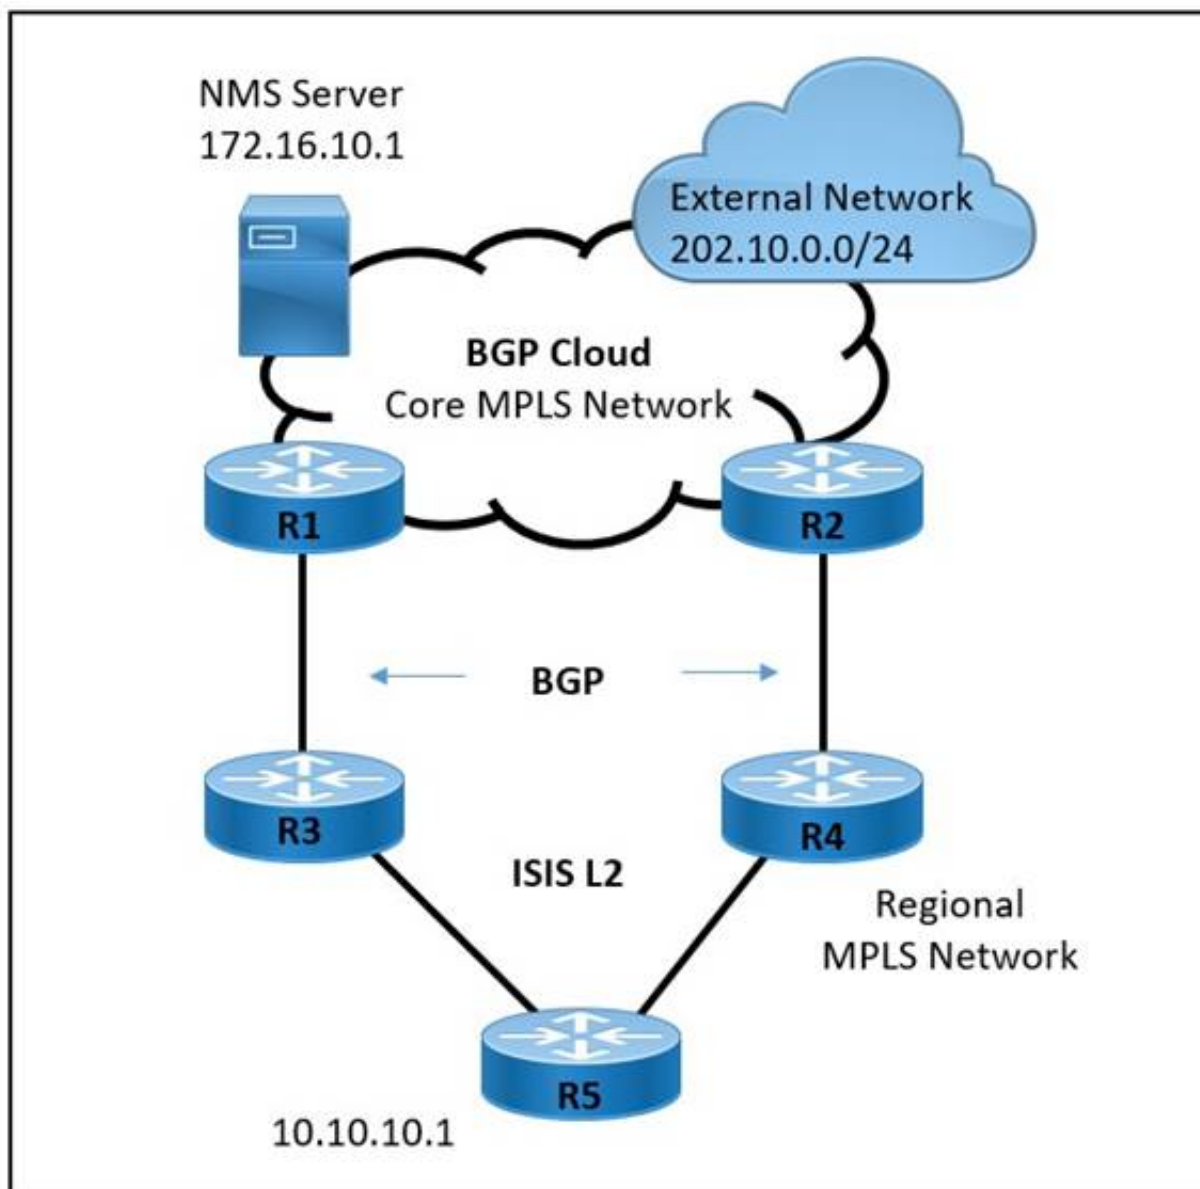 NMS Server
172.16.10.1
External Network
202.10.0.0/24
BGP Cloud
Core MPLS Network
R1
R2
BGP
R3
R4
ISIS L2
Regional
MPLS Network
R5
10.10.10.1